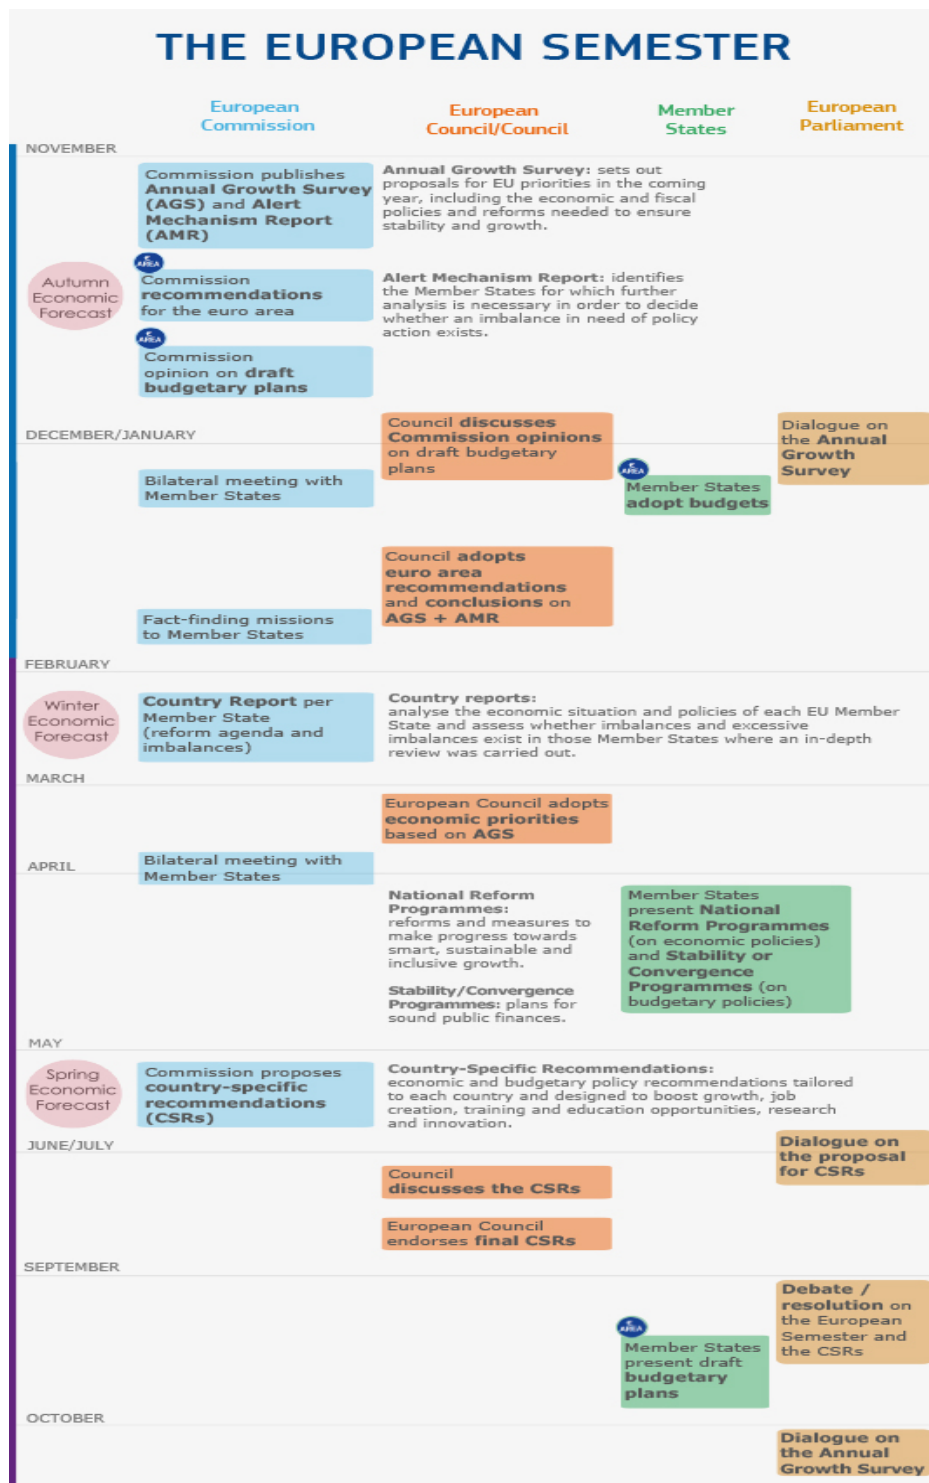 THE EUROPEAN SEMESTER
European
Commission
European
Council/Council
Member
States
European
Parliament
NOVEMBER
Commission publishes
Annual Growth Survey
(AGS) and Alert
Mechanism Report
(AMR)
Annual Growth Survey: sets out
proposals for EU priorities in the coming
year, including the economic and fiscal
policies and reforms needed to ensure
stability and growth.
Autumn
Economic
Forecast
AREA
Commission
recommendations
for the euro area
Alert Mechanism Report: identifies
the Member States for which further
analysis is necessary in order to decide
whether an imbalance in need of policy
action exists.
€
AREA
Commission
opinion on draft
budgetary plans
DECEMBER/JANUARY
Council discusses
Commission opinions
on draft budgetary
plans
Dialogue on
the Annual
Growth
Survey
Bilateral meeting with
Member States
€
AREA
Member States
adopt budgets
Council adopts
euro area
recommendations
and conclusions on
AGS + AMR
Fact-finding missions
to Member States
FEBRUARY
Winter
Economic
Forecast
Country Report per
Member State
(reform agenda and
imbalances)
Country reports:
analyse the economic situation and policies of each EU Member
State and assess whether imbalances and excessive
imbalances exist in those Member States where an in-depth
review was carried out.
MARCH
European Council adopts
economic priorities
based on AGS
APRIL
Bilateral meeting with
Member States
National Reform
Programmes:
reforms and measures to
make progress towards
smart, sustainable and
inclusive growth.
Stability/Convergence
Programmes: plans for
sound public finances.
Member States
present National
Reform Programmes
(on economic policies)
and Stability or
Convergence
Programmes (on
budgetary policies)
MAY
Spring
Economic
Forecast
Commission proposes
country-specific
recommendations
(CSRs)
Country-Specific Recommendations:
economic and budgetary policy recommendations tailored
to each country and designed to boost growth, job
creation, training and education opportunities, research
and innovation.
JUNE/JULY
Dialogue on
the proposal
for CSRs
Council
discusses the CSRs
European Council
endorses final CSRs
SEPTEMBER
Debate /
resolution on
the European
Semester and
the CSRs
€
AREA
Member States
present draft
budgetary
plans
OCTOBER
Dialogue on
the Annual
Growth Survey